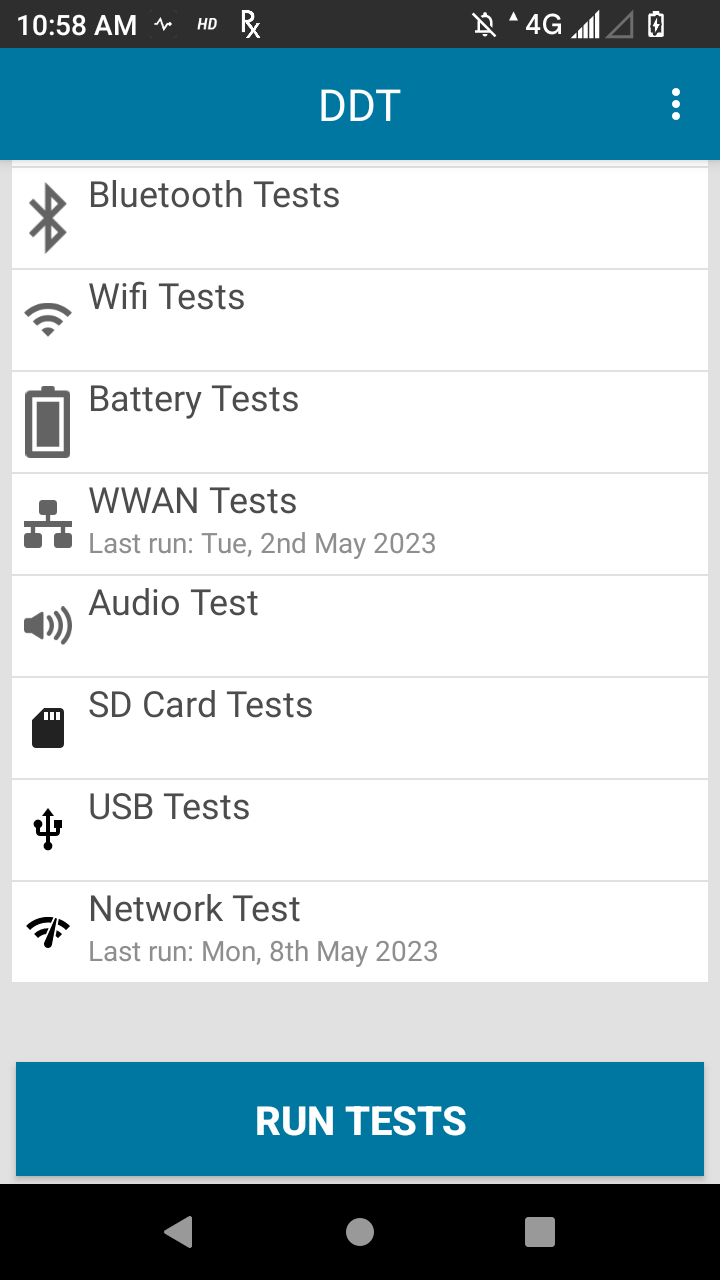 10:58 AM HD 4G
DDT
Bluetooth Tests
Wifi Tests
Battery Tests
WWAN Tests
Last run: Tue, 2nd May 2023
Audio Test
SD Card Tests
USB Tests
Network Test
Last run: Mon, 8th May 2023
RUN TESTS